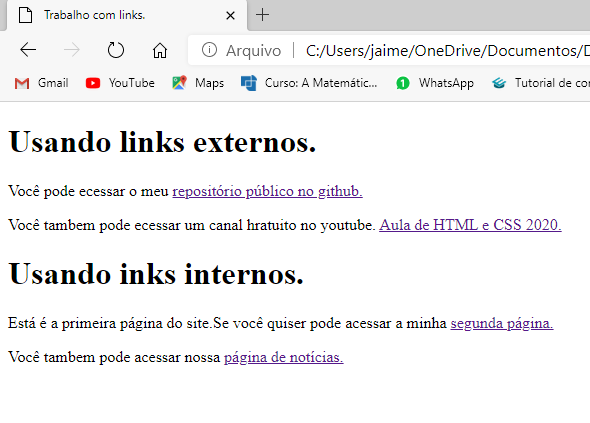 Trabalho com links.
Arquivo | C:/Users/jaime/OneDrive/Documentos/D
Gmail YouTube Maps Curso: A Matemátic... 1 WhatsApp Tutorial de cor
Usando links externos.
Você pode ecessar o meu repositório público no github.
Você tambem pode ecessar um canal hratuito no youtube. Aula de HTML e CSS 2020.
Usando inks internos.
Está é a primeira página do site.Se você quiser pode acessar a minha segunda página.
Você tambem pode acessar nossa página de notícias.